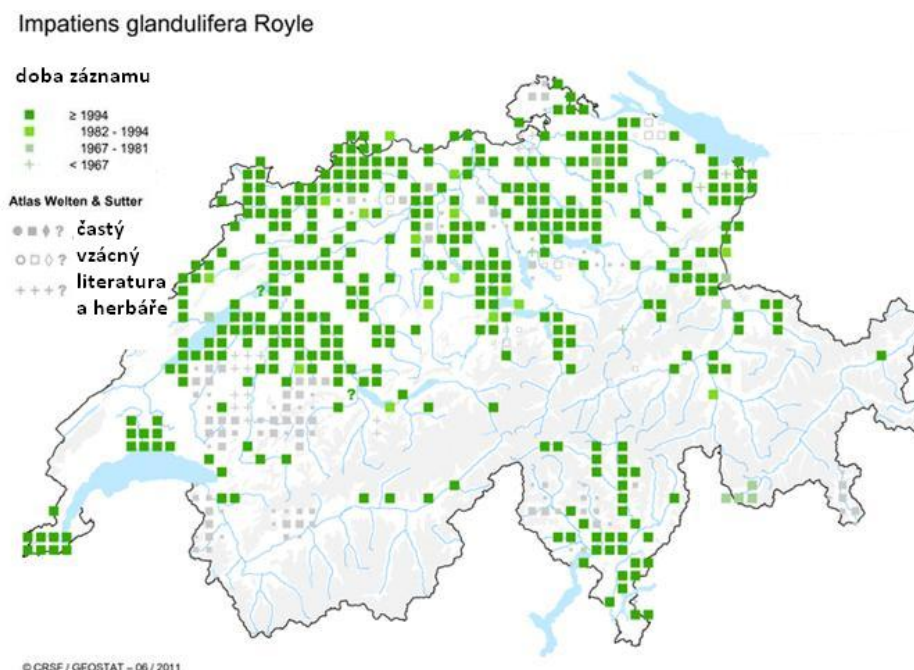 Impatiens glandulifera Royle
doba záznamu
≥ 1994
1982 - 1994
1967 - 1981
< 1967
Atlas Welten & Sutter
? častý
? vzácný
+++? literatura
a herbáře
?
?
© CRSF / GEOSTAT – 06 / 2011